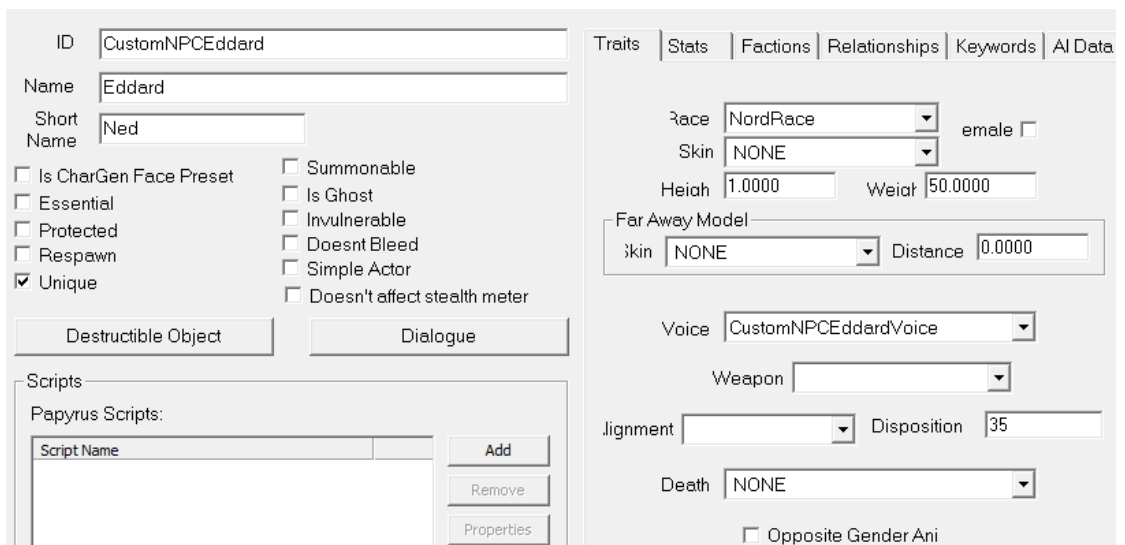 ID CustomNPCEddard
Name Eddard
Short
Name
Ned
Is CharGen Face Preset
Essential
Protected
Respawn
Unique
Summonable
Is Ghost
Invulnerable
Doesnt Bleed
Simple Actor
Doesn't affect stealth meter
Destructible Object Dialogue
Scripts
Papyrus Scripts:
Script Name
Add
Remove
Properties
Traits Stats Factions Relationships Keywords AI Data
Race NordRace emale
Skin NONE
Heigh 1.0000 Weigh 50.0000
Far Away Model
Skin NONE Distance 0.0000
Voice CustomNPCEddardVoice
Weapon
lignment Disposition 35
Death NONE
Opposite Gender Ani